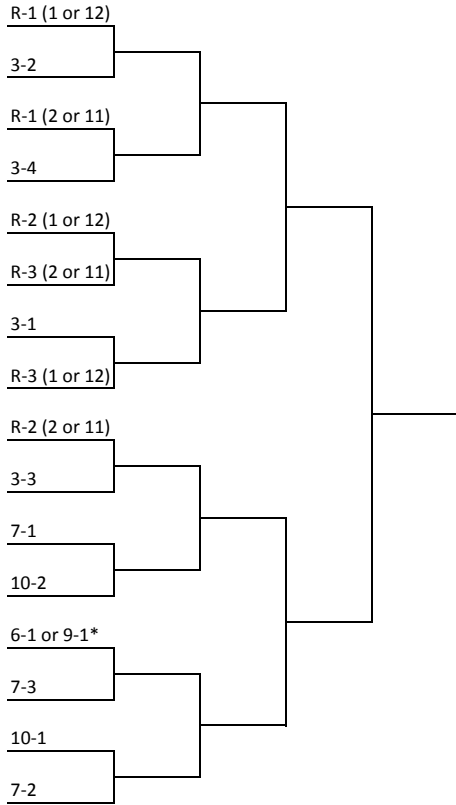 R-1 (1 or 12)
3-2
R-1 (2 or 11)
3-4
R-2 (1 or 12)
R-3 (2 or 11)
3-1
R-3 (1 or 12)
R-2 (2 or 11)
3-3
7-1
10-2
6-1 or 9-1*
7-3
10-1
7-2